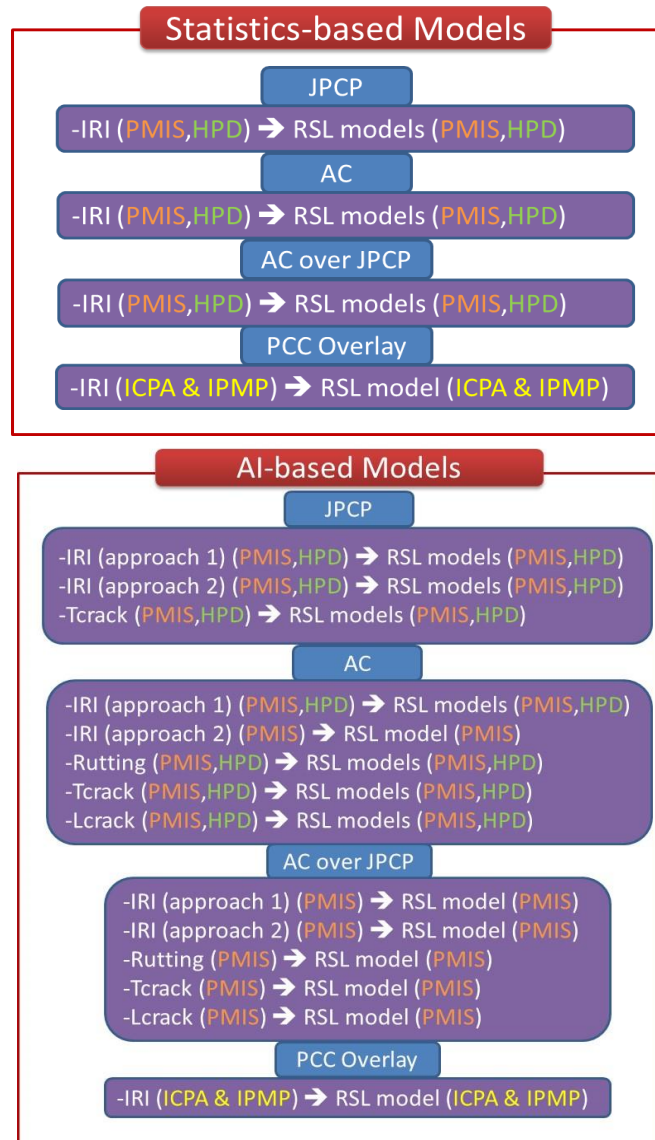 Statistics-based Models
JPCP
-IRI (PMIS,HPD) ➔ RSL models (PMIS,HPD)
AC
-IRI (PMIS,HPD) ➔ RSL models (PMIS,HPD)
AC over JPCP
-IRI (PMIS,HPD) ➔ RSL models (PMIS,HPD)
PCC Overlay
-IRI (ICPA & IPMP) ➔ RSL model (ICPA & IPMP)
AI-based Models
JPCP
-IRI (approach 1) (PMIS,HPD) ➔ RSL models (PMIS,HPD)
-IRI (approach 2) (PMIS,HPD) ➔ RSL models (PMIS,HPD)
-Tcrack (PMIS,HPD) ➔ RSL models (PMIS,HPD)
AC
-IRI (approach 1) (PMIS,HPD) ➔ RSL models (PMIS,HPD)
-IRI (approach 2) (PMIS) ➔ RSL model (PMIS)
-Rutting (PMIS,HPD) ➔ RSL models (PMIS,HPD)
-Tcrack (PMIS,HPD) ➔ RSL models (PMIS,HPD)
-Lcrack (PMIS,HPD) ➔ RSL models (PMIS,HPD)
AC over JPCP
-IRI (approach 1) (PMIS) ➔ RSL model (PMIS)
-IRI (approach 2) (PMIS) ➔ RSL model (PMIS)
-Rutting (PMIS) ➔ RSL model (PMIS)
-Tcrack (PMIS) ➔ RSL model (PMIS)
-Lcrack (PMIS) ➔ RSL model (PMIS)
PCC Overlay
-IRI (ICPA & IPMP) ➔ RSL model (ICPA & IPMP)